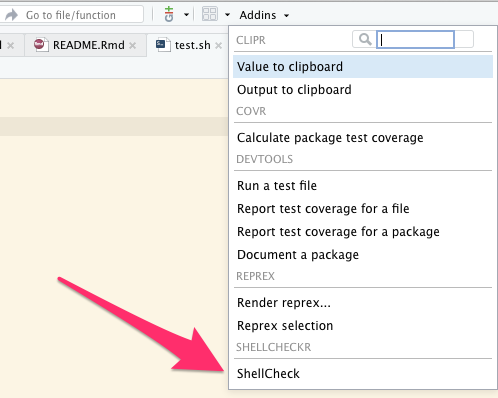 Go to file/function
Addins
README.Rmd
test.sh
CLIPR
Value to clipboard
Output to clipboard
COVR
Calculate package test coverage
DEVTOOLS
Run a test file
Report test coverage for a file
Report test coverage for a package
Document a package
REPREX
Render reprex...
Reprex selection
SHELLCHECKR
ShellCheck